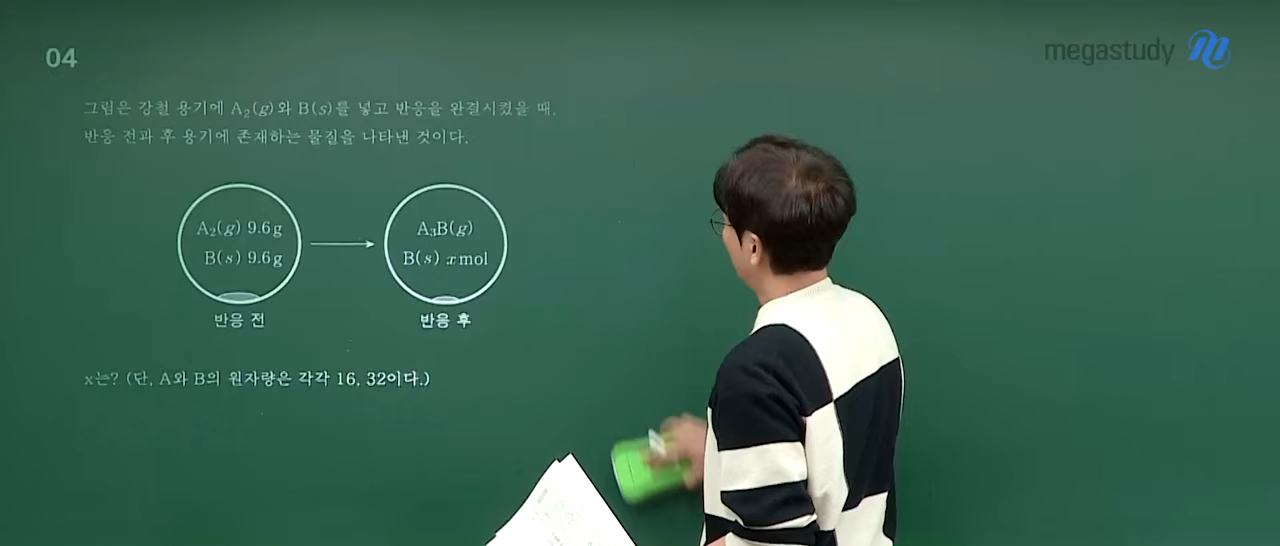 04
megastudy
그림은 강철 용기에 A₂(g)와 B(s)를 넣고 반응을 완결시켰을 때,
반응 전과 후 용기에 존재하는 물질을 나타낸 것이다.
A₂(g) 9.6g
B(s) 9.6g
A₃B(g)
B(s) xmol
반응 전
반응 후
x는? (단, A와 B의 원자량은 각각 16, 32이다.)